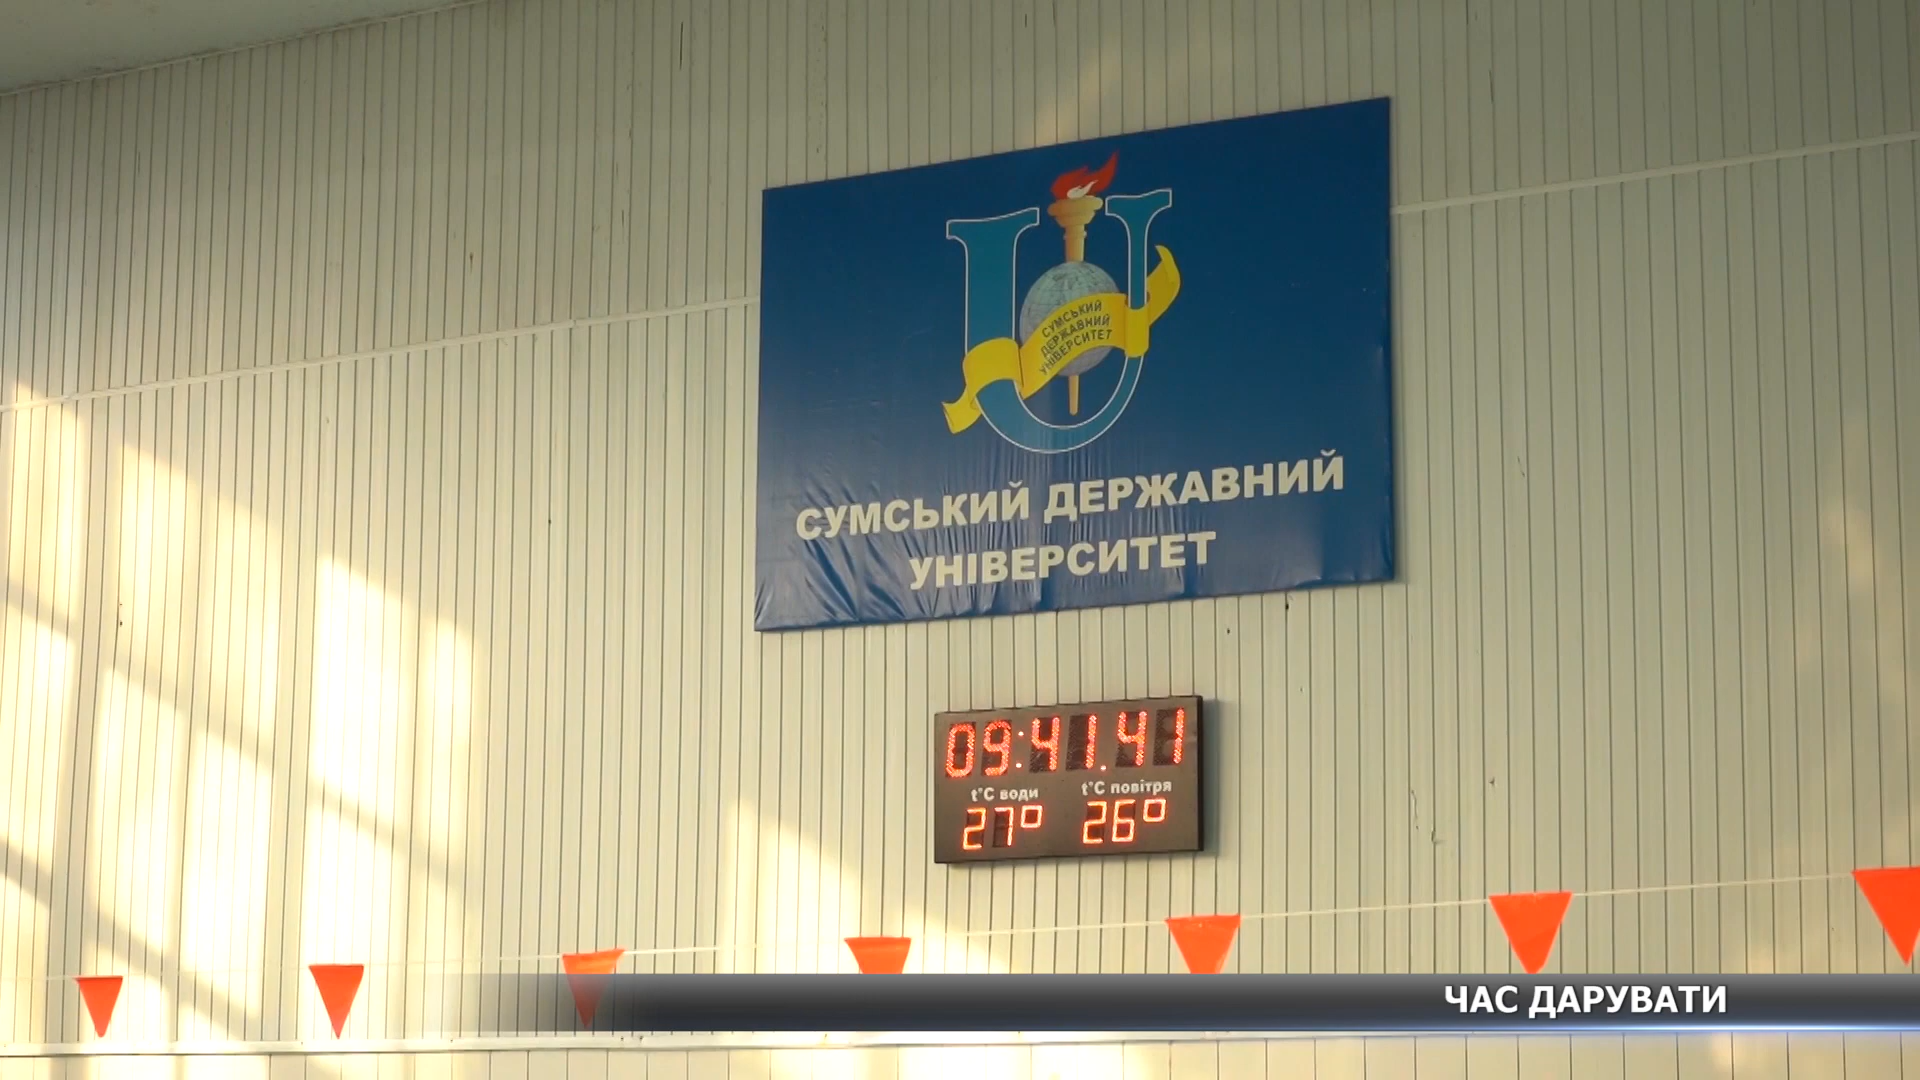 СУМСЬКИЙ
ДЕРЖАВНИЙ
УНІВЕРСИТЕТ
СУМСЬКИЙ ДЕРЖАВНИЙ
УНІВЕРСИТЕТ
09:41.41
t°C води t°C повітря
27° 26°
ЧАС ДАРУВАТИ